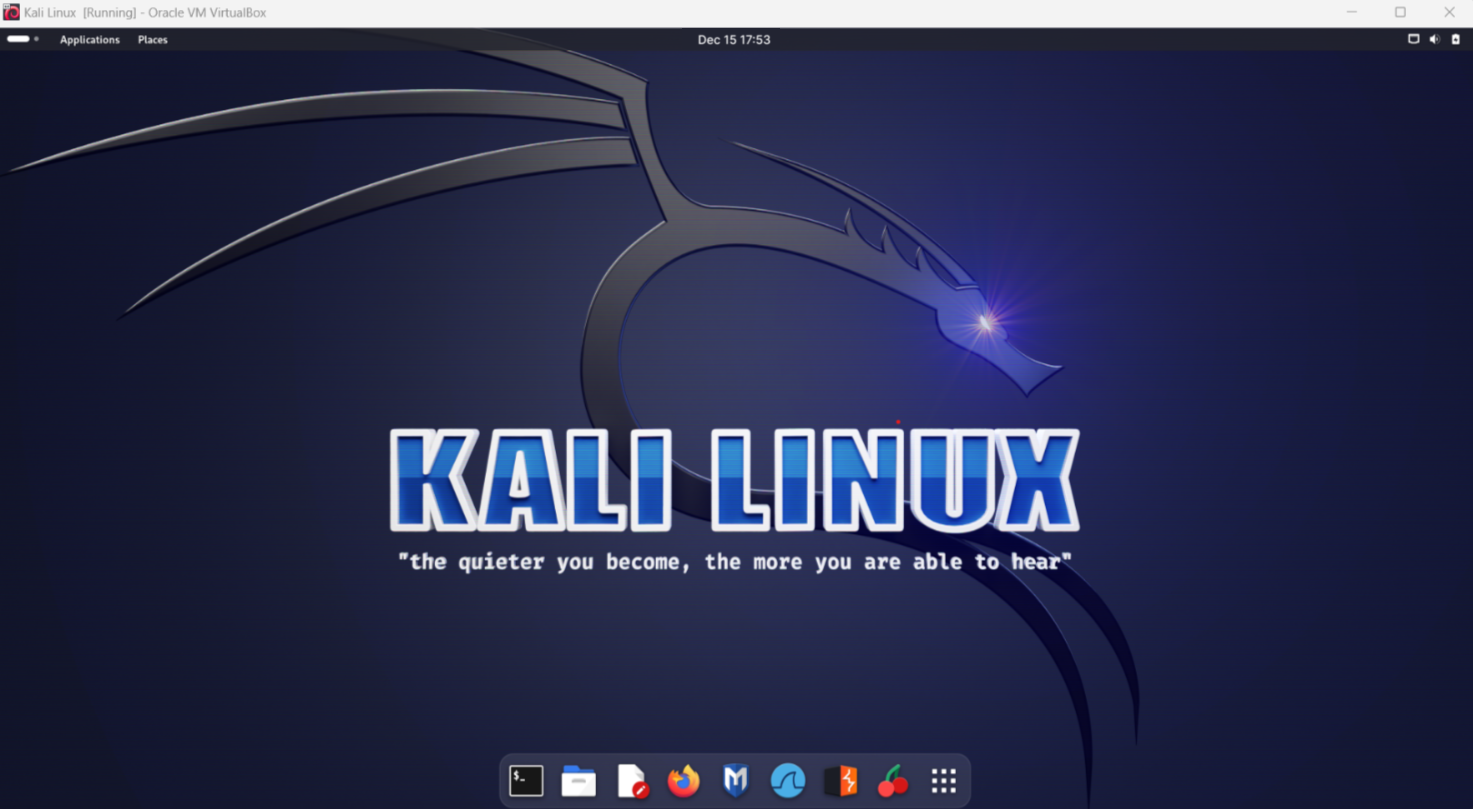 Kali Linux [Running] - Oracle VM VirtualBox
Applications Places Dec 15 17:53
KALI LINUX
"the quieter you become, the more you are able to hear"
$_
M